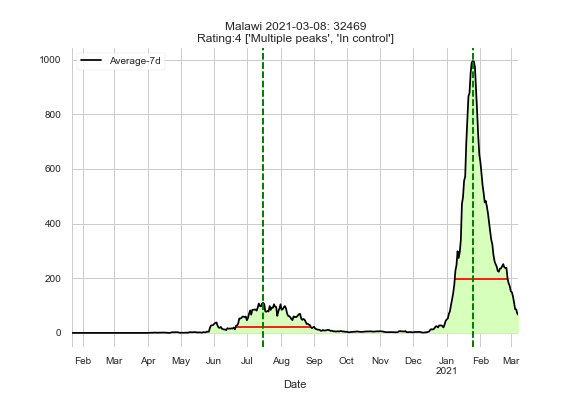 Malawi 2021-03-08: 32469
Rating:4 ['Multiple peaks', 'In control']
Average-7d
1000
800
600
400
200
0
Feb Mar Apr May Jun Jul Aug Sep Oct Nov Dec Jan Feb Mar
2021
Date